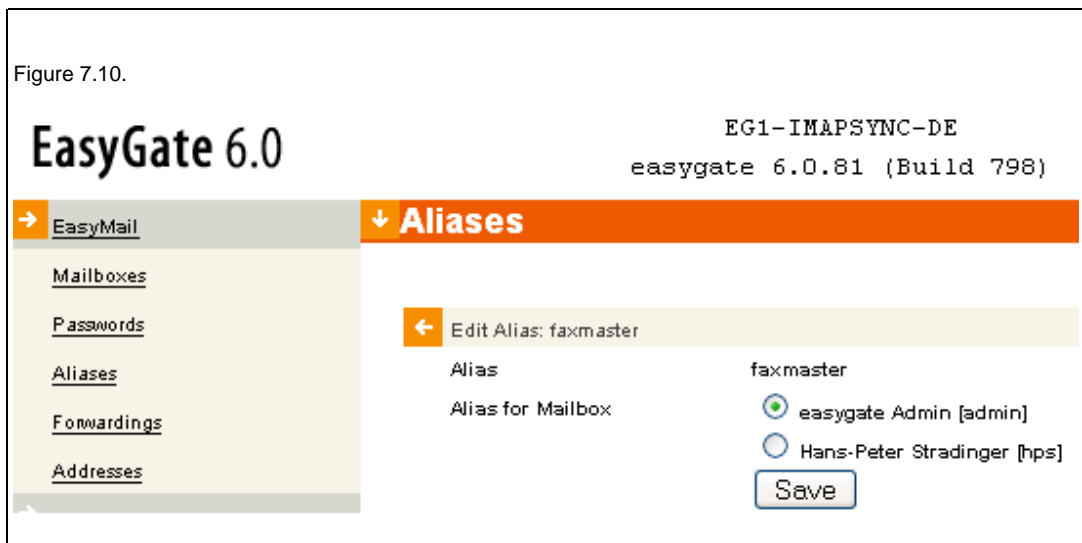 Figure 7.10.
EasyGate 6.0
EG1-IMAPSYNC-DE
easygate 6.0.81 (Build 798)
EasyMail
Aliases
Mailboxes
Passwords
Edit Alias: faxmaster
Aliases
Alias faxmaster
Alias for Mailbox easygate Admin [admin]
Forwardings
Hans-Peter Stradinger [hps]
Addresses
Save